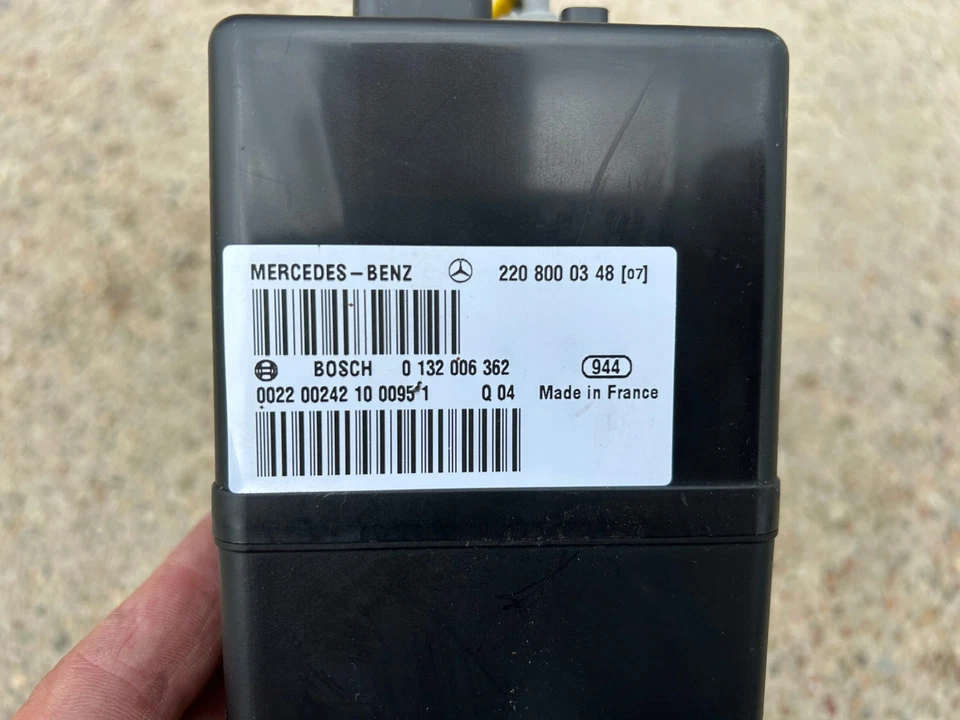 MERCEDES-BENZ 220 800 03 48 [07]
BOSCH 0 132 006 362 944
0022 00242 10 0095 1 Q 04 Made in France